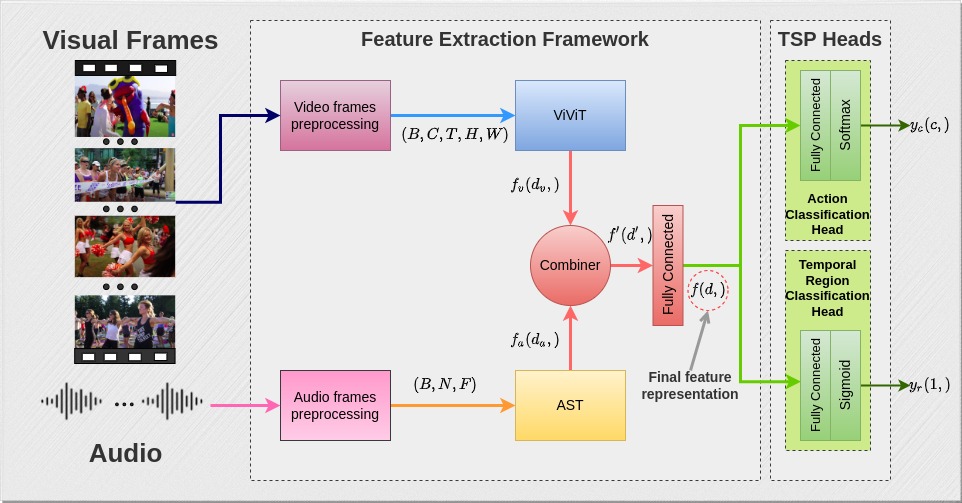 Visual Frames
Feature Extraction Framework
TSP Heads
Video frames
preprocessing
(B, C, T, H, W)
ViViT
f_v(d_v,)
Combiner
f'(d',)
Fully Connected
f(d,)
Final feature
representation
f_a(d_a,)
Audio frames
preprocessing
(B, N, F)
AST
Audio
Fully Connected
Softmax
Action
Classification
Head
y_c(c,)
Temporal
Region
Classification
Head
Fully Connected
Sigmoid
y_r(1,)